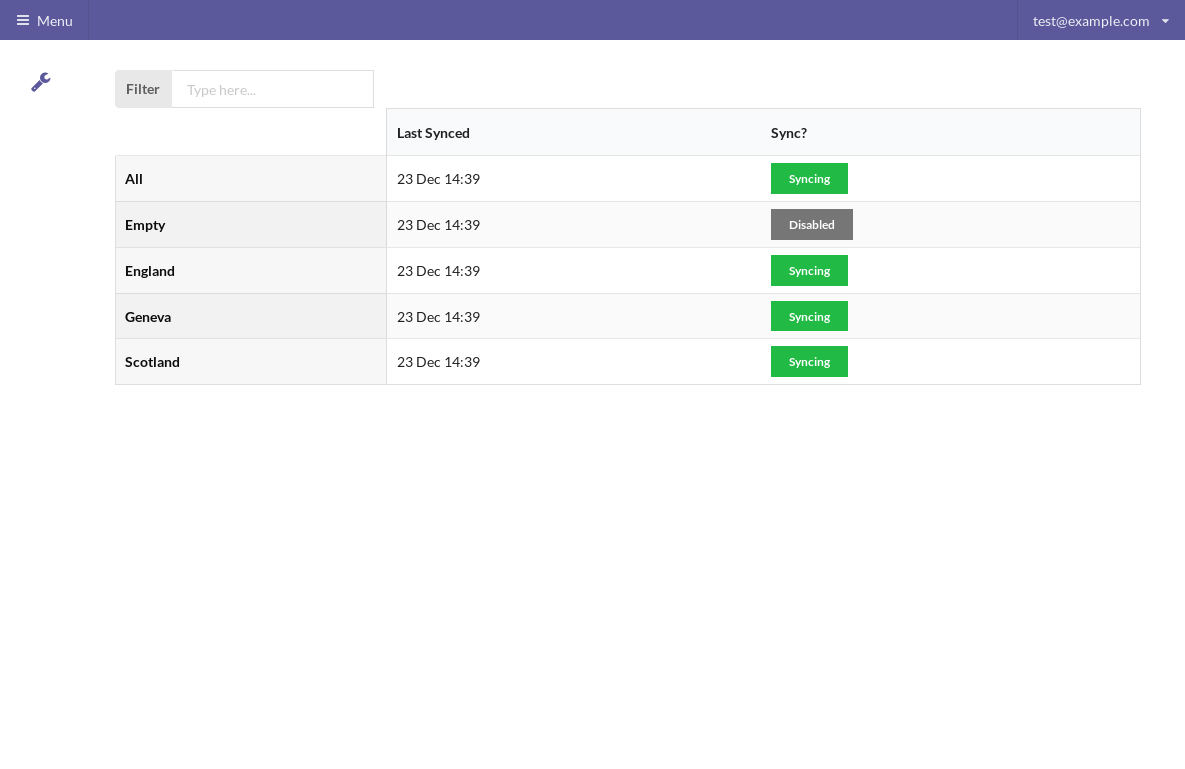 Menu test@example.com
Filter Type here...
Last Synced Sync?
All 23 Dec 14:39 Syncing
Empty 23 Dec 14:39 Disabled
England 23 Dec 14:39 Syncing
Geneva 23 Dec 14:39 Syncing
Scotland 23 Dec 14:39 Syncing